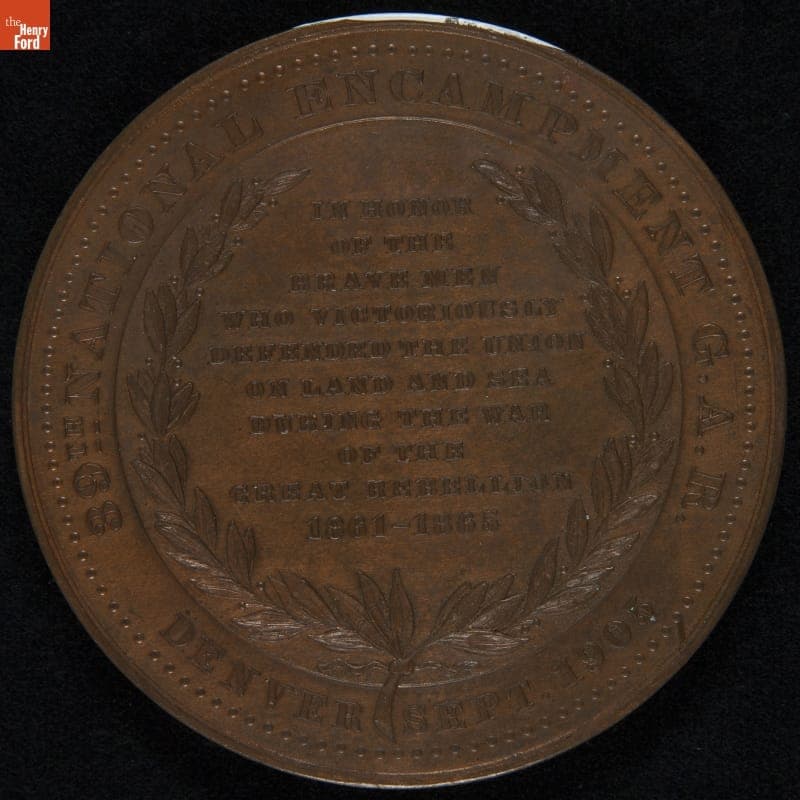 the
Henry
Ford
39TH NATIONAL ENCAMPMENT G.A.R.
IN HONOR
OF THE
BRAVE MEN
WHO VICTORIOUSLY
DEFENDED THE UNION
ON LAND AND SEA
DURING THE WAR
OF THE
GREAT REBELLION
1861-1865
DENVER SEPT. 1905